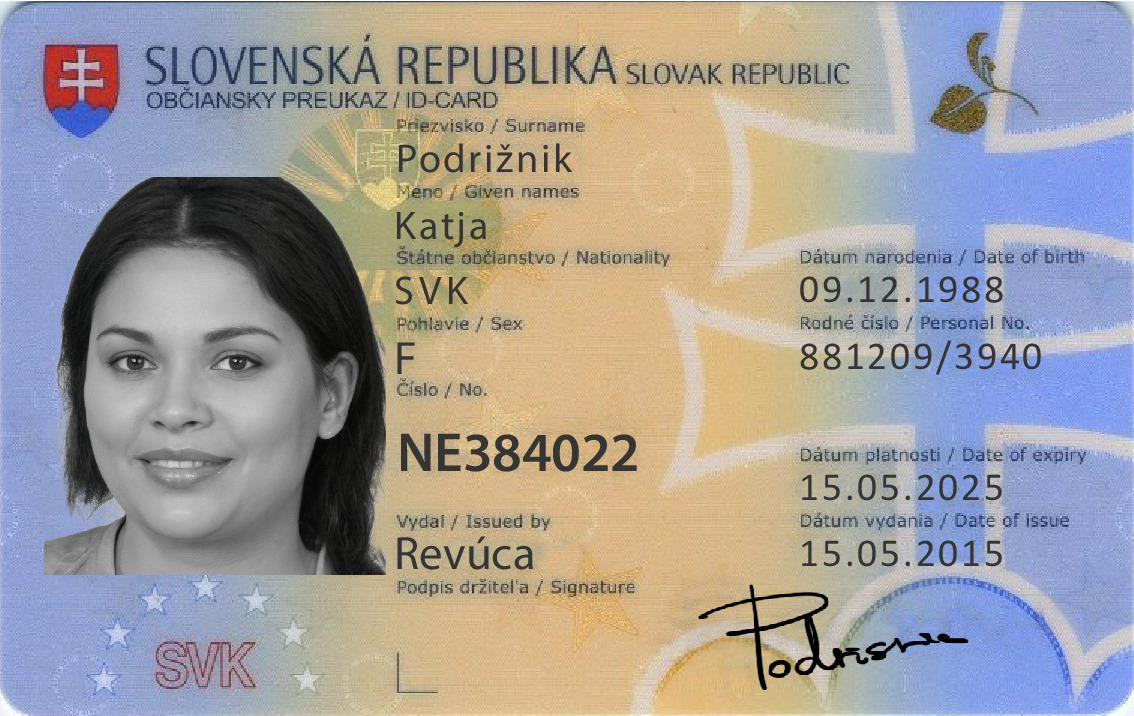 SLOVENSKÁ REPUBLIKA SLOVAK REPUBLIC
OBČIANSKY PREUKAZ / ID-CARD
Priezvisko / Surname
Podrižnik
Meno / Given names
Katja
Štátne občianstvo / Nationality
SVK
Dátum narodenia / Date of birth
09.12.1988
Pohlavie / Sex
F
Rodné číslo / Personal No.
881209/3940
Číslo / No.
NE384022
Dátum platnosti / Date of expiry
15.05.2025
Vydal / Issued by
Revúca
Dátum vydania / Date of issue
15.05.2015
Podpis držiteľa / Signature
SVK